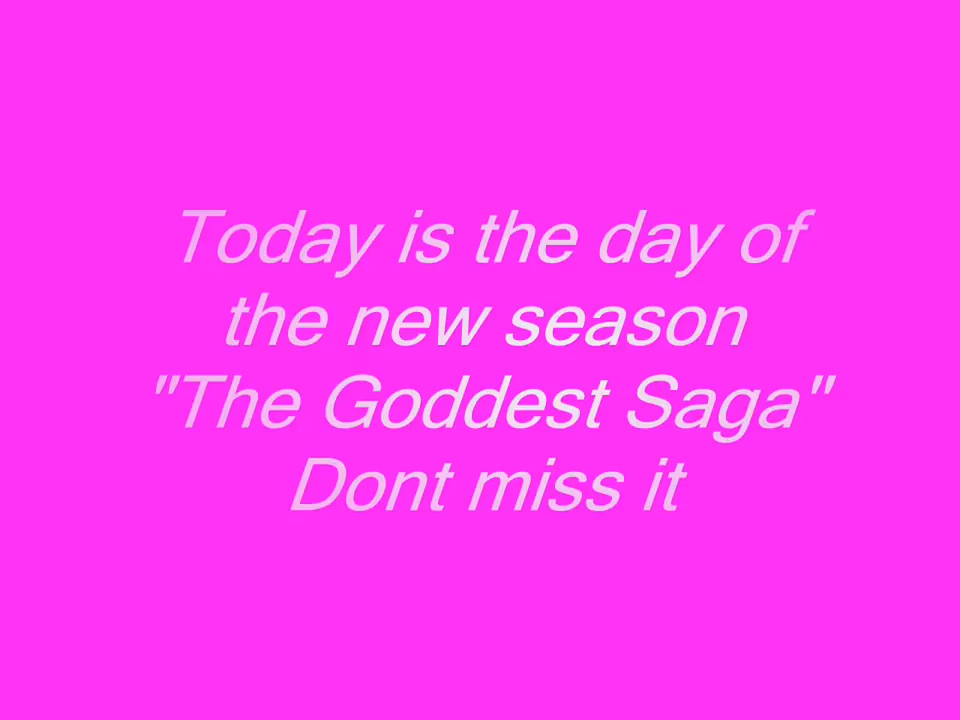 Today is the day of
the new season
"The Goddest Saga"
Dont miss it